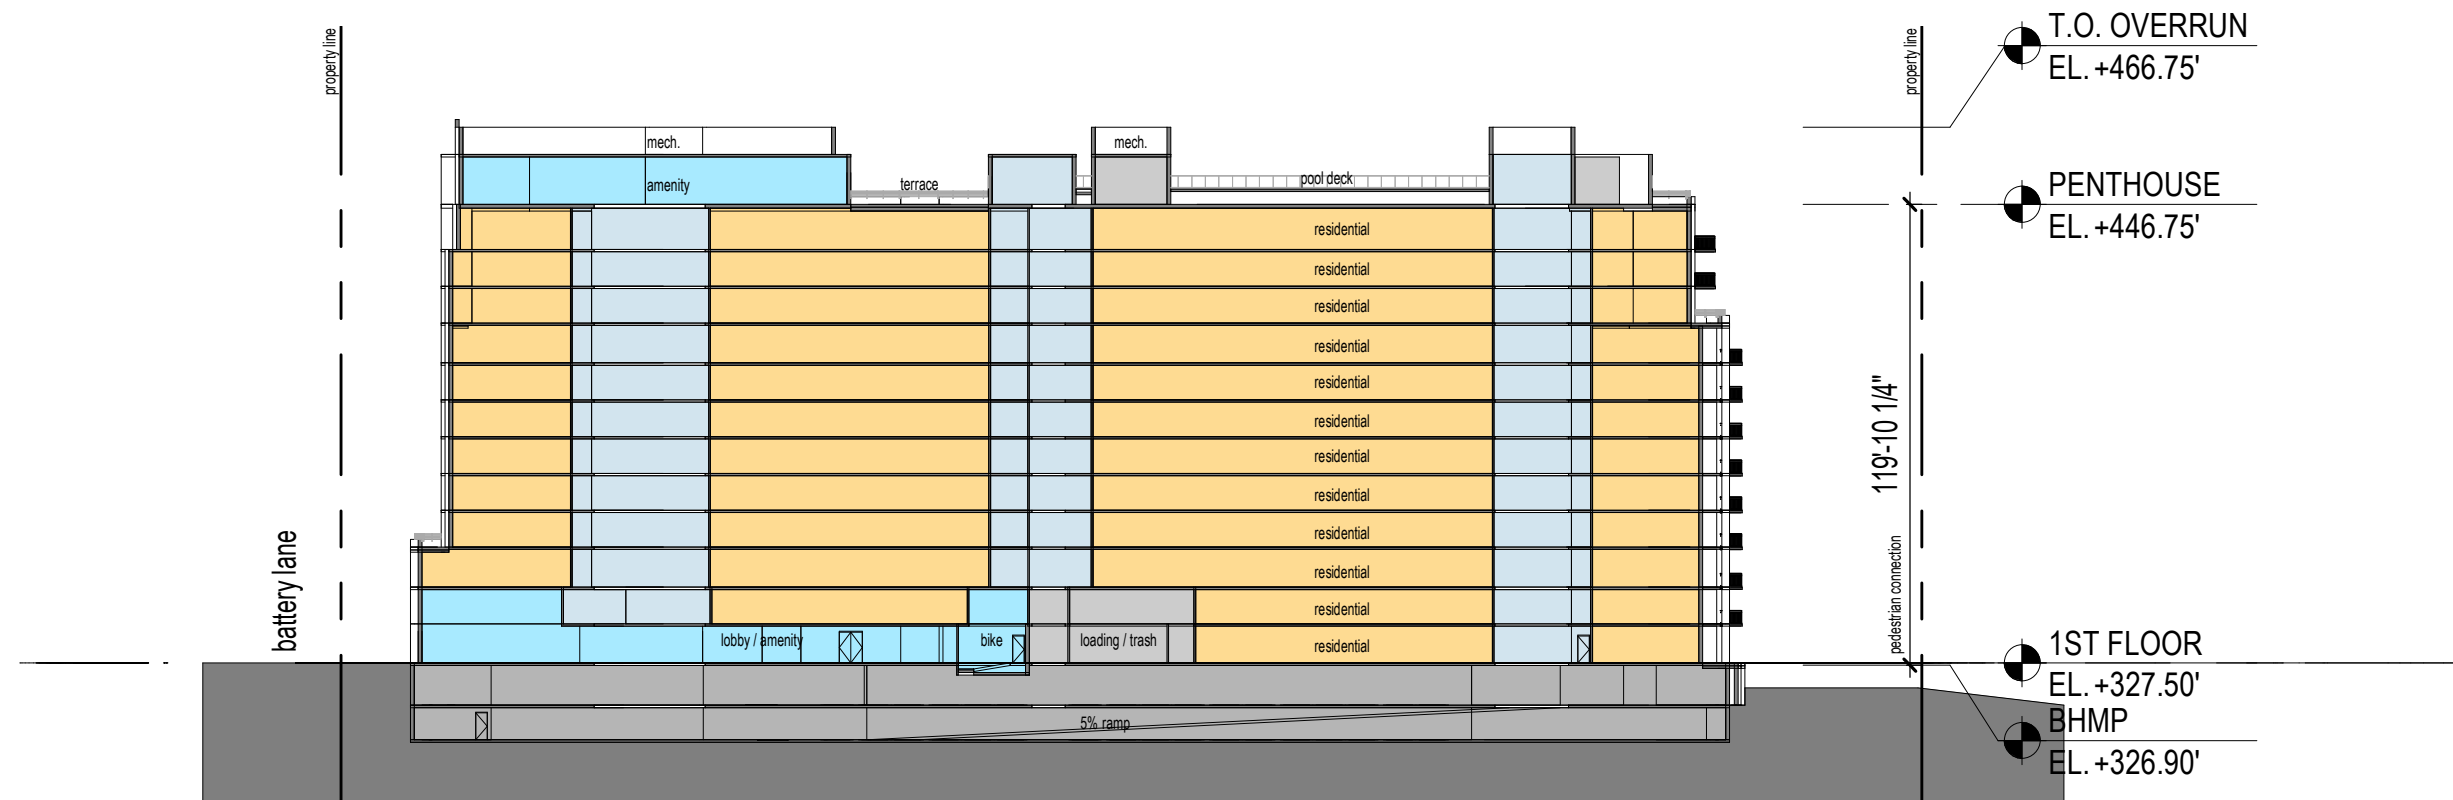 property line
property line
T.O. OVERRUN
EL. +466.75'
mech.
mech.
amenity
terrace
pool deck
PENTHOUSE
EL. +446.75'
residential
residential
residential
residential
residential
residential
residential
residential
residential
residential
residential
lobby / amenity
bike
loading / trash
residential
battery lane
119'-10 1/4"
pedestrian connection
1ST FLOOR
EL. +327.50'
5% ramp
BHMP
EL. +326.90'